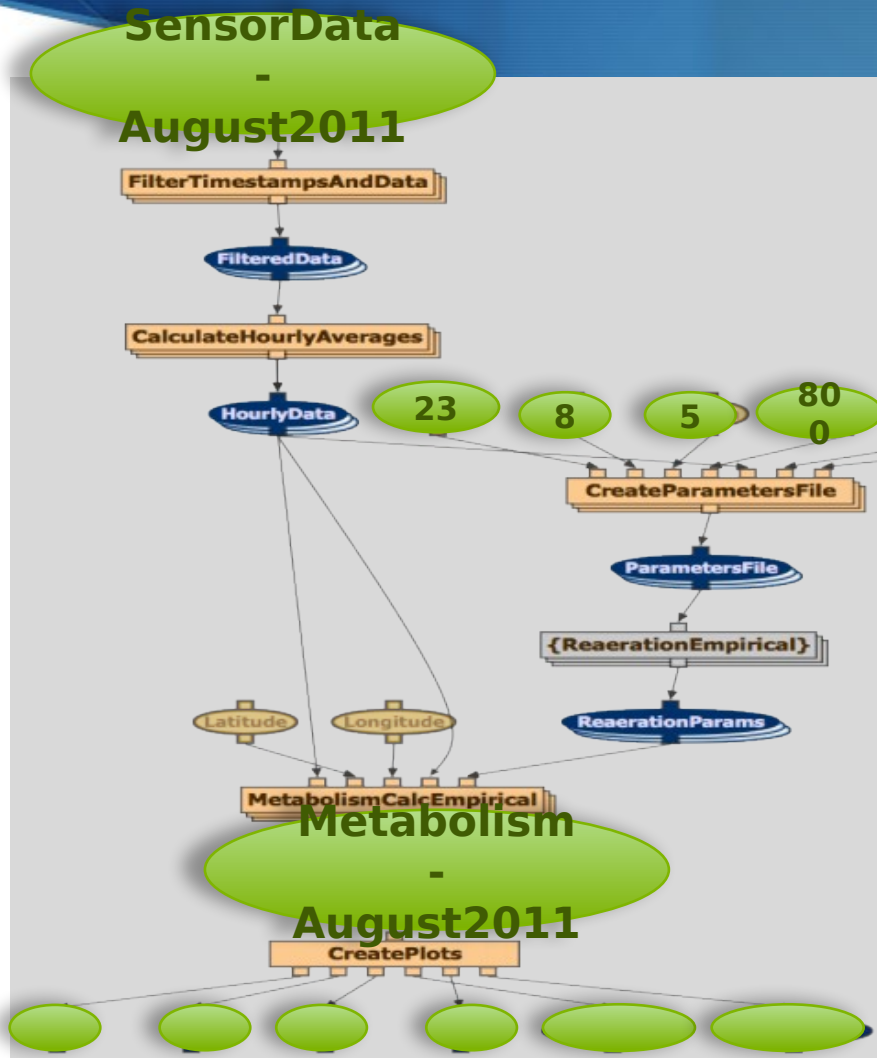 SensorData
-
August2011
FilterTimestampsAndData
FilteredData
CalculateHourlyAverages
HourlyData
23
8
5
80
0
CreateParametersFile
ParametersFile
{ReaerationEmpirical}
Latitude
Longitude
ReaerationParams
MetabolismCalcEmpirical
Metabolism
-
August2011
CreatePlots